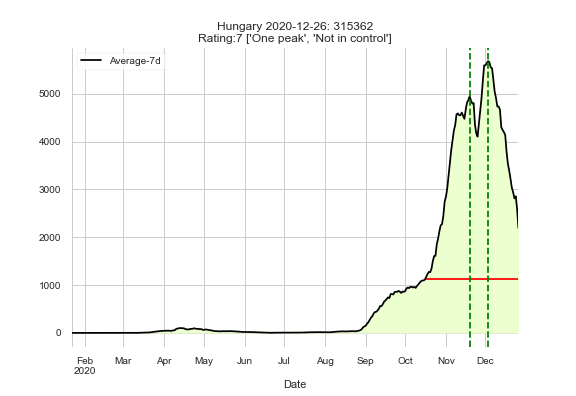 Hungary 2020-12-26: 315362
Rating:7 ['One peak', 'Not in control']
Average-7d
5000
4000
3000
2000
1000
0
Feb Mar Apr May Jun Jul Aug Sep Oct Nov Dec
2020
Date